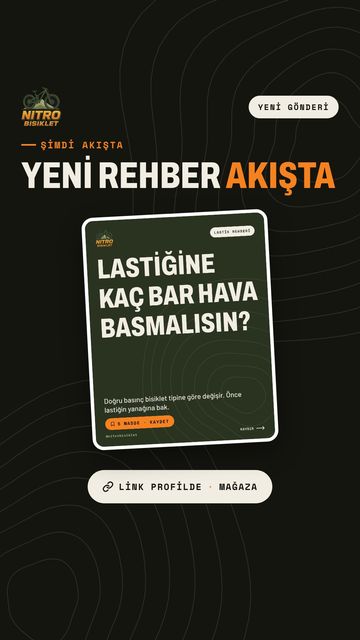 NITRO
BISIKLET
YENİ GÖNDERİ
ŞİMDİ AKIŞTA
YENİ REHBER AKIŞTA
NITRO
LASTİK REHBERİ
LASTİĞİNE
KAÇ BAR HAVA
BASMALISIN?
Doğru basınç bisiklet tipine göre değişir. Önce
lastiğin yanağına bak.
5 MADDE · KAYDET
@nitrobisiklet
KAYDIR
LİNK PROFİLDE · MAĞAZA